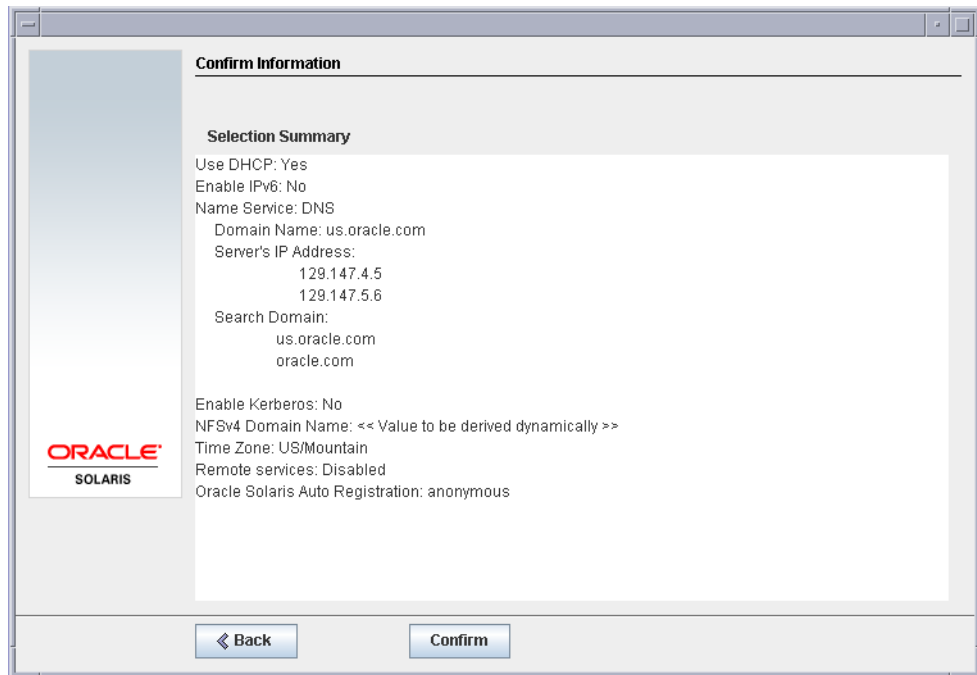 Confirm Information
Selection Summary
Use DHCP: Yes
Enable IPv6: No
Name Service: DNS
Domain Name: us.oracle.com
Server's IP Address:
129.147.4.5
129.147.5.6
Search Domain:
us.oracle.com
oracle.com
Enable Kerberos: No
NFSv4 Domain Name: << Value to be derived dynamically >>
Time Zone: US/Mountain
Remote services: Disabled
Oracle Solaris Auto Registration: anonymous
ORACLE
SOLARIS
Back
Confirm